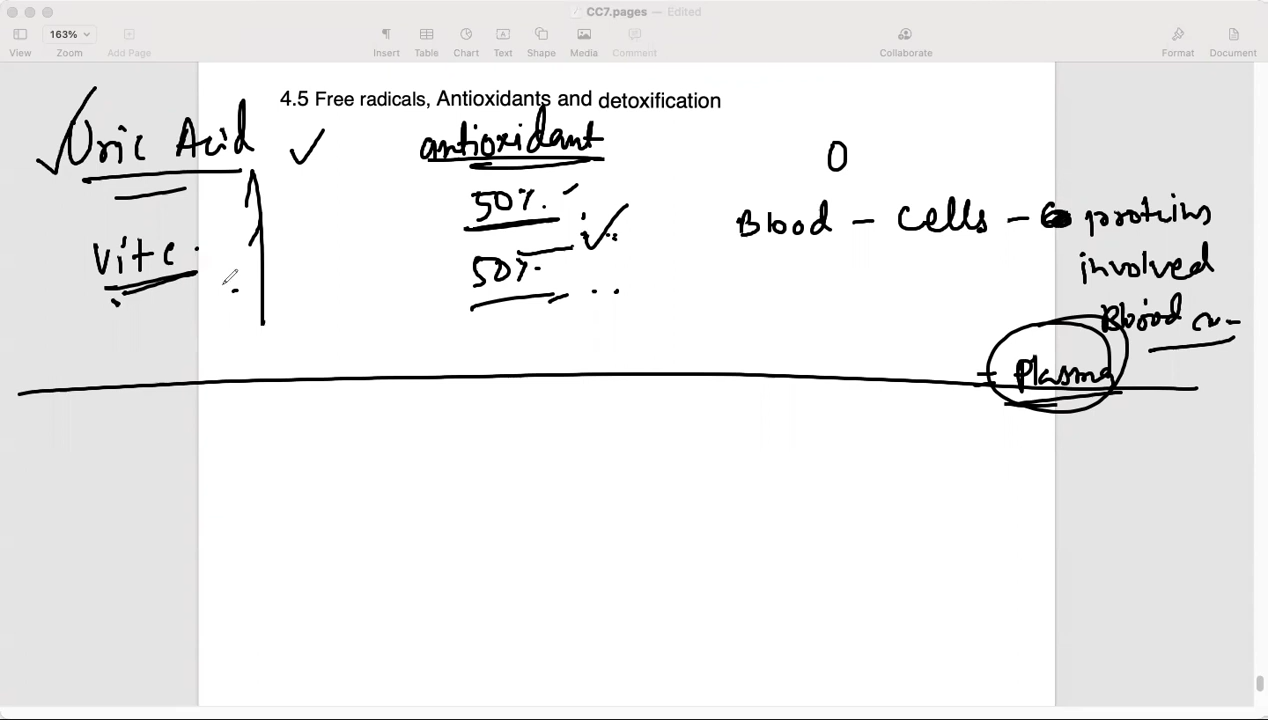 CC7.pages — Edited
163%
View Zoom Add Page Insert Table Chart Text Shape Media Comment Collaborate Format Document
4.5 Free radicals, Antioxidants and detoxification
Uric Acid
antioxidant
50%.
Vit c
50%.
Blood - cells - proteins
involved
Blood
- Plasma